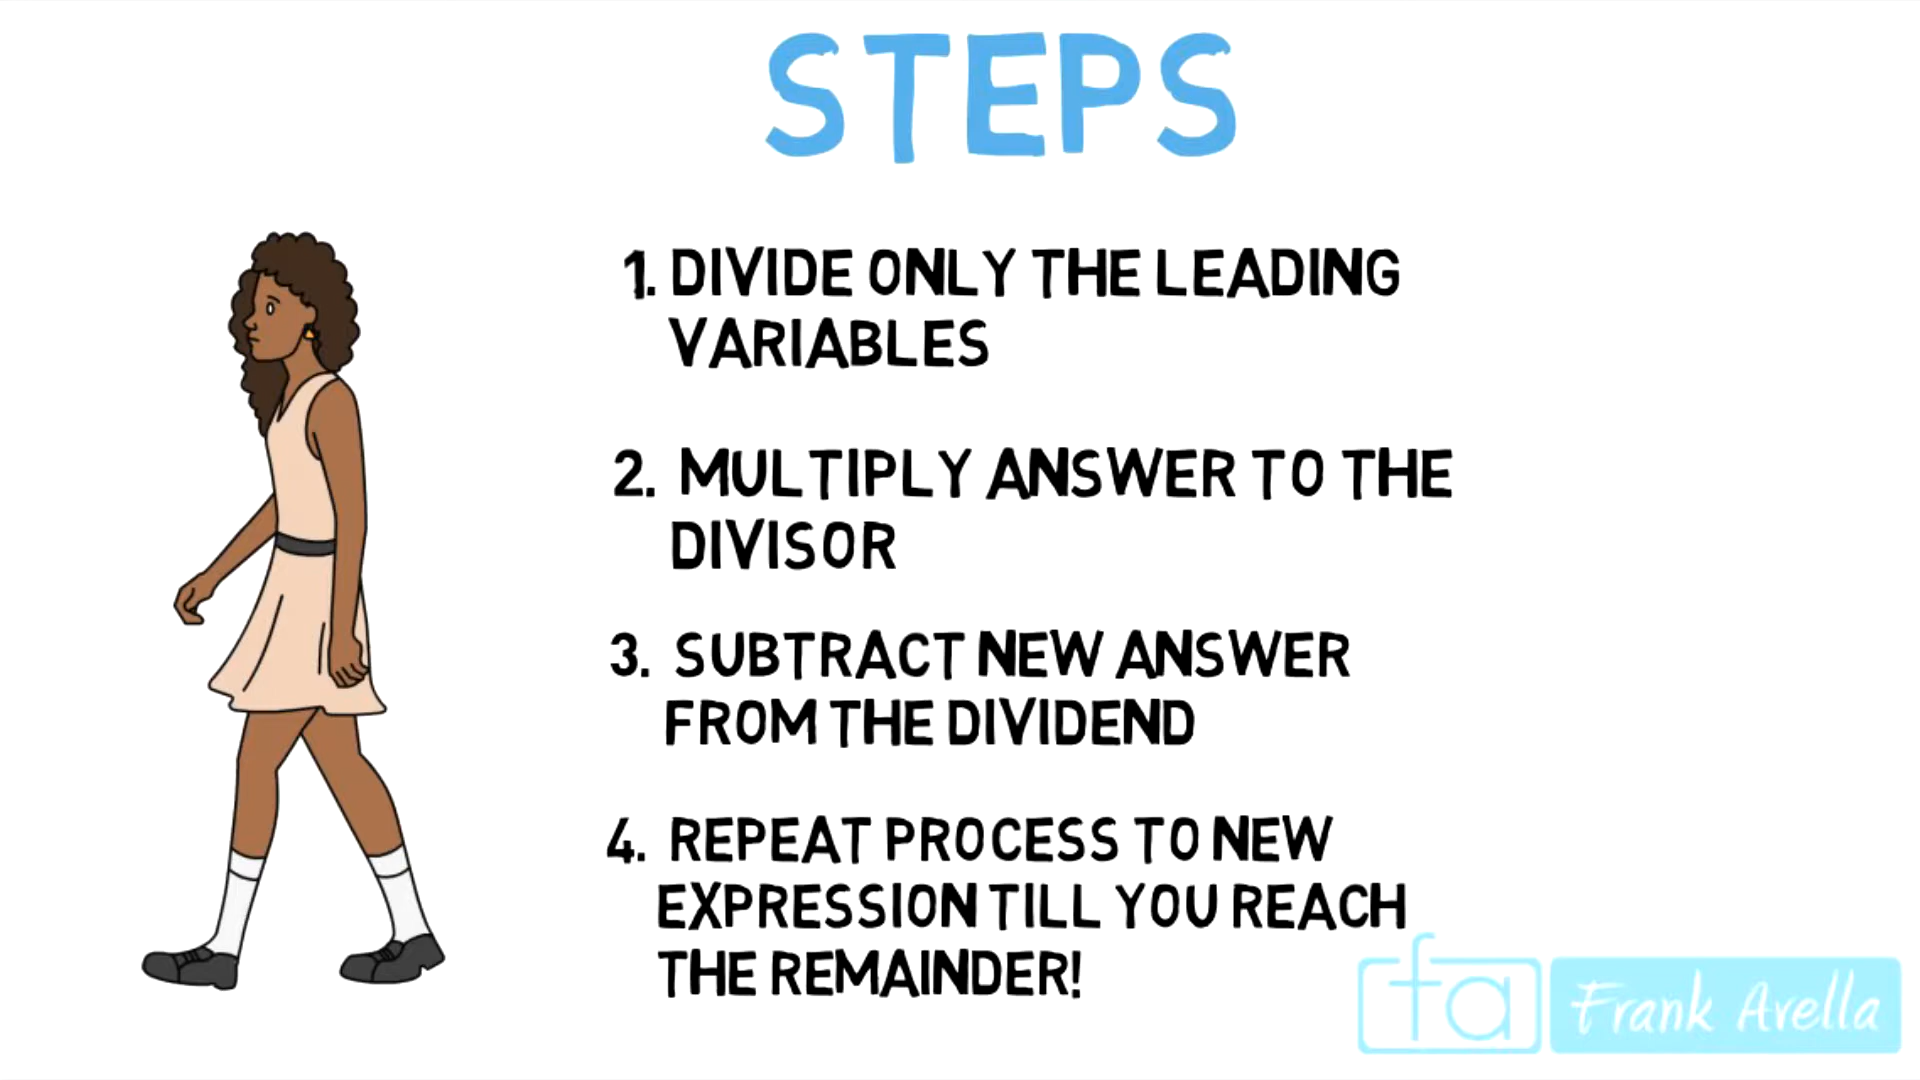 STEPS
1. DIVIDE ONLY THE LEADING
VARIABLES
2. MULTIPLY ANSWER TO THE
DIVISOR
3. SUBTRACT NEW ANSWER
FROM THE DIVIDEND
4. REPEAT PROCESS TO NEW
EXPRESSION TILL YOU REACH
THE REMAINDER!
fa Frank Avella